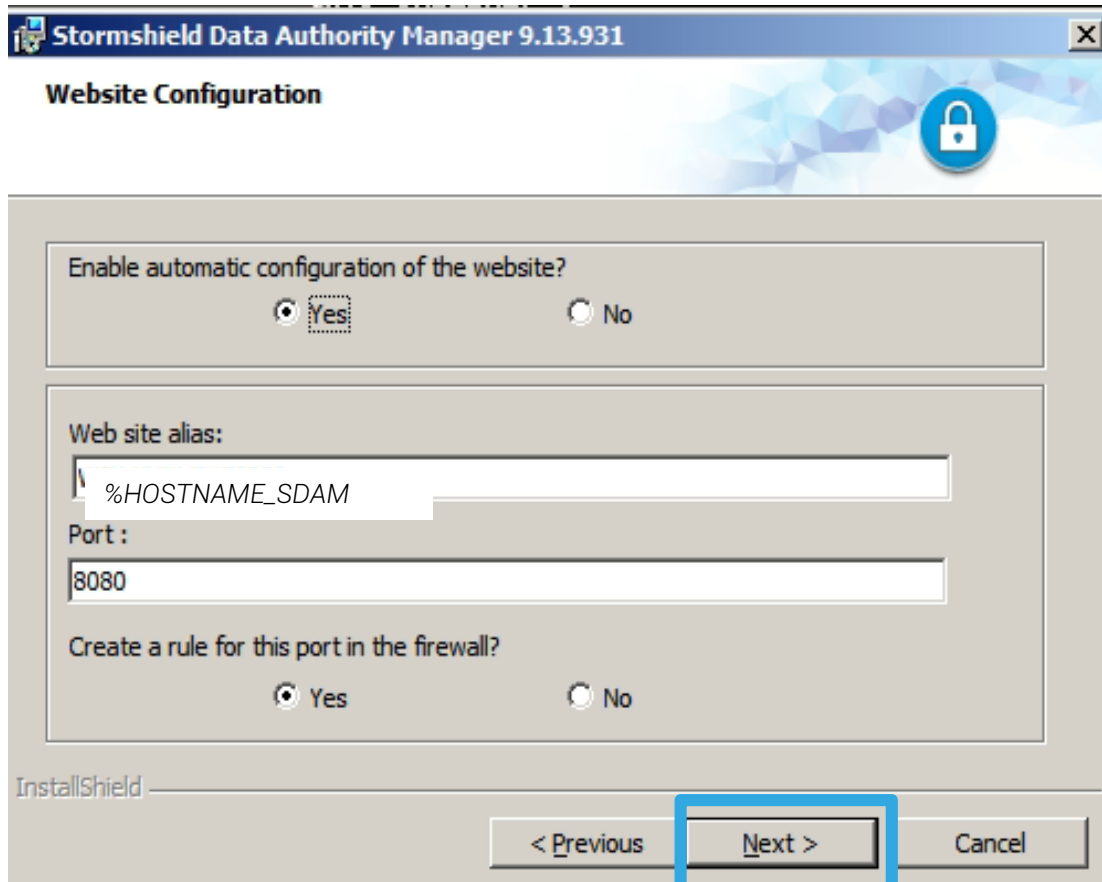 Stormshield Data Authority Manager 9.13.931
Website Configuration
Enable automatic configuration of the website?
Yes No
Web site alias:
%HOSTNAME_SDAM
Port :
8080
Create a rule for this port in the firewall?
Yes No
InstallShield
< Previous Next > Cancel